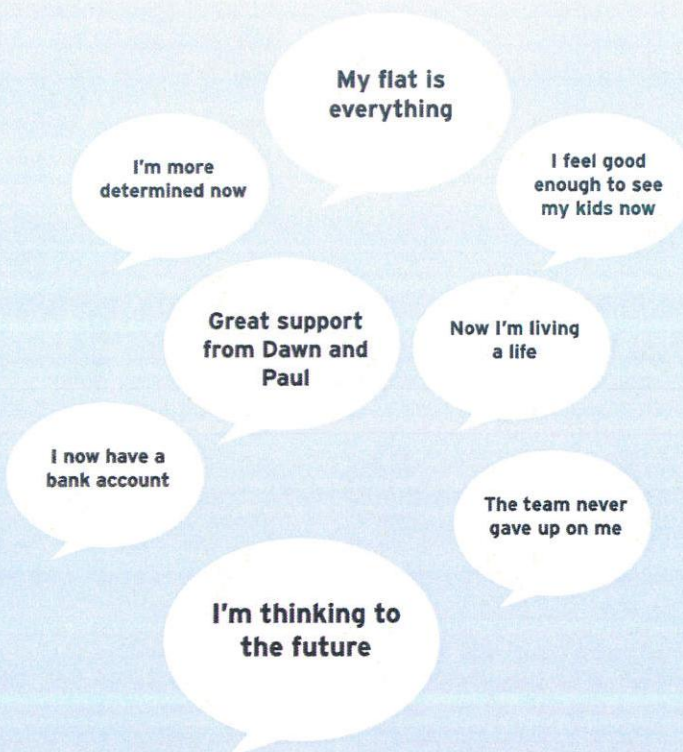 My flat is
everything
I'm more
determined now
I feel good
enough to see
my kids now
Great support
from Dawn and
Paul
Now I'm living
a life
I now have a
bank account
The team never
gave up on me
I'm thinking to
the future